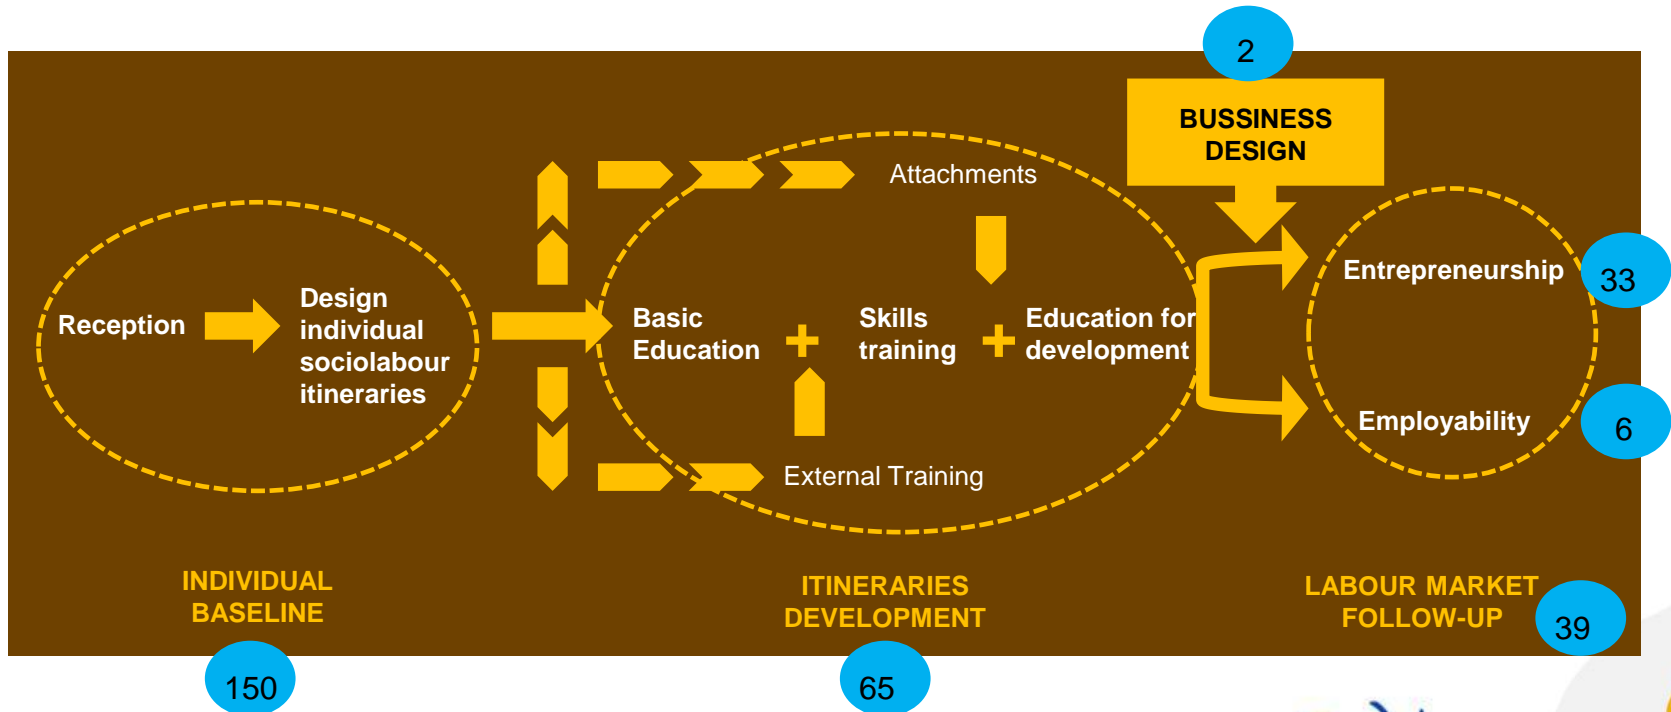 2
BUSSINESS
DESIGN
Attachments
Reception
Design
individual
sociolabour
itineraries
Basic
Education
+
Skills
training
+
Education for
development
Entrepreneurship
33
Employability
6
External Training
INDIVIDUAL
BASELINE
150
ITINERARIES
DEVELOPMENT
65
LABOUR MARKET
FOLLOW-UP
39